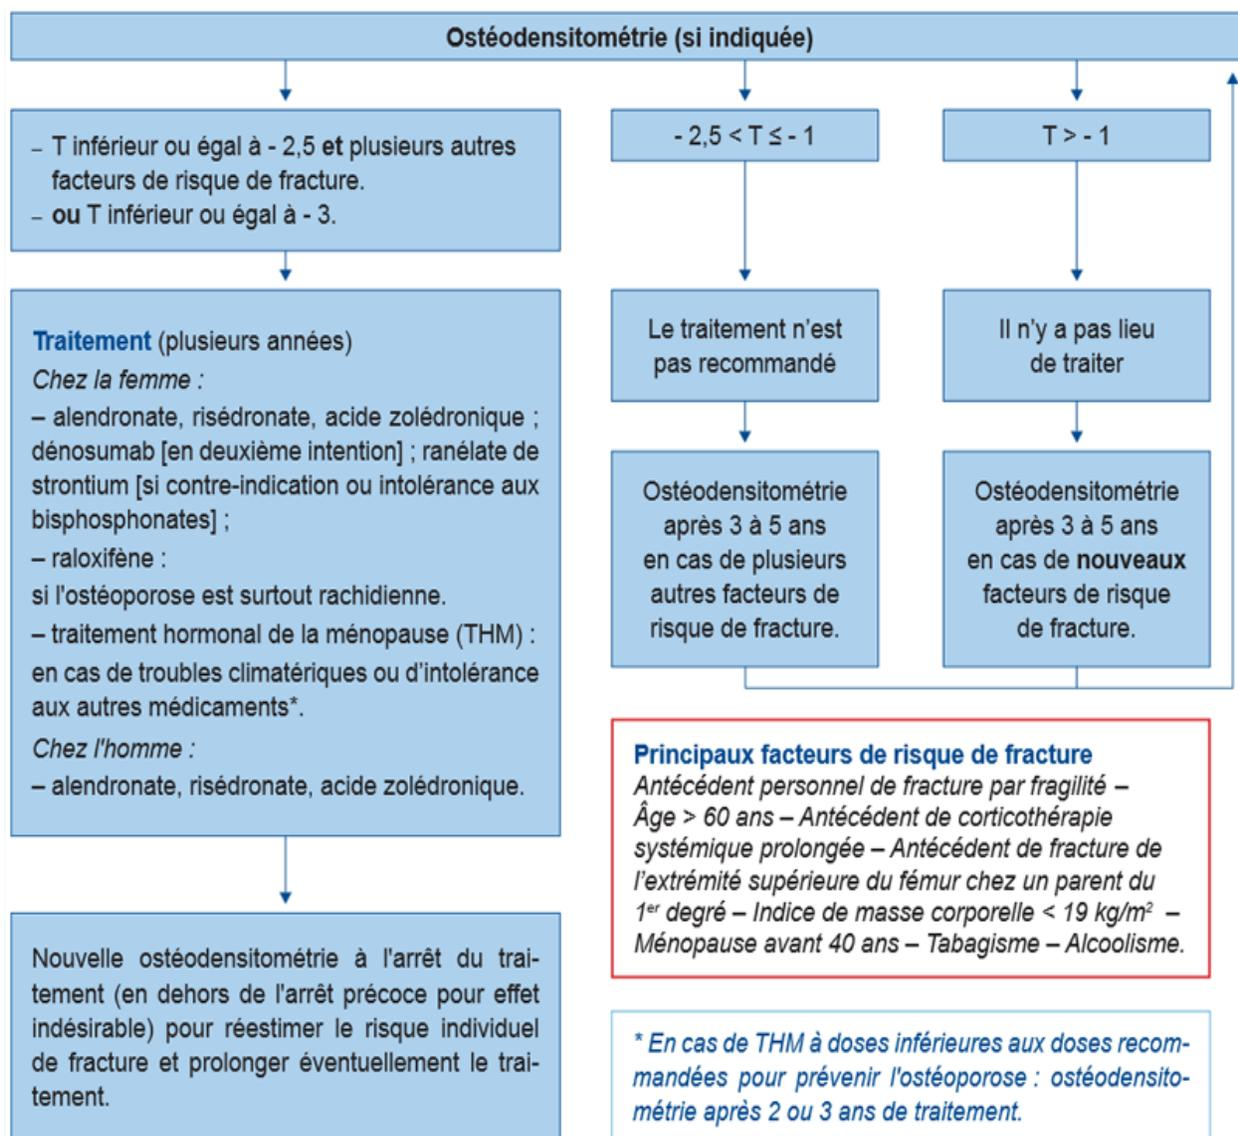 Ostéodensitométrie (si indiquée)
– T inférieur ou égal à - 2,5 et plusieurs autres
facteurs de risque de fracture.
– ou T inférieur ou égal à - 3.
- 2,5 < T ≤ - 1
T > - 1
Traitement (plusieurs années)
Chez la femme :
– alendronate, risédronate, acide zolédronique ;
dénosumab [en deuxième intention] ; ranélate de
strontium [si contre-indication ou intolérance aux
bisphosphonates] ;
– raloxifène :
si l'ostéoporose est surtout rachidienne.
– traitement hormonal de la ménopause (THM) :
en cas de troubles climatériques ou d’intolérance
aux autres médicaments*.
Chez l'homme :
– alendronate, risédronate, acide zolédronique.
Le traitement n’est
pas recommandé
Il n’y a pas lieu
de traiter
Ostéodensitométrie
après 3 à 5 ans
en cas de plusieurs
autres facteurs de
risque de fracture.
Ostéodensitométrie
après 3 à 5 ans
en cas de nouveaux
facteurs de risque
de fracture.
Nouvelle ostéodensitométrie à l'arrêt du trai-
tement (en dehors de l'arrêt précoce pour effet
indésirable) pour réestimer le risque individuel
de fracture et prolonger éventuellement le trai-
tement.
Principaux facteurs de risque de fracture
Antécédent personnel de fracture par fragilité –
Âge > 60 ans – Antécédent de corticothérapie
systémique prolongée – Antécédent de fracture de
l’extrémité supérieure du fémur chez un parent du
1er degré – Indice de masse corporelle < 19 kg/m² –
Ménopause avant 40 ans – Tabagisme – Alcoolisme.
* En cas de THM à doses inférieures aux doses recom-
mandées pour prévenir l'ostéoporose : ostéodensito-
métrie après 2 ou 3 ans de traitement.